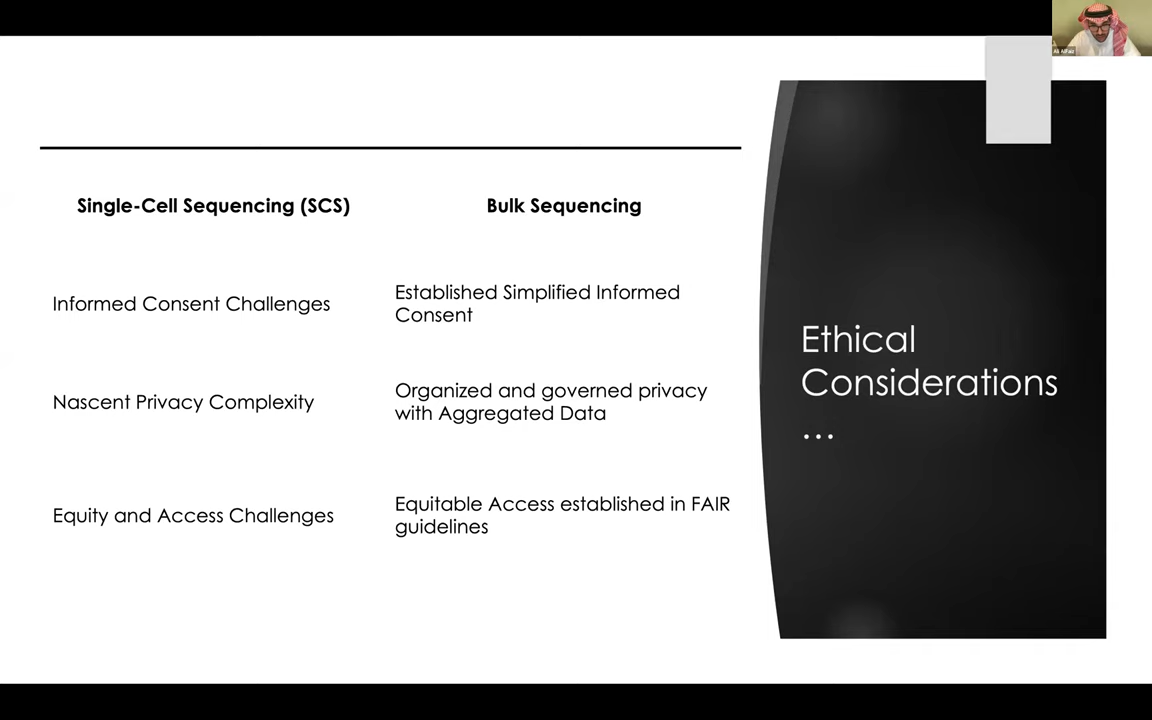 Single-Cell Sequencing (SCS)
Bulk Sequencing
Informed Consent Challenges
Established Simplified Informed
Consent
Nascent Privacy Complexity
Organized and governed privacy
with Aggregated Data
Equity and Access Challenges
Equitable Access established in FAIR
guidelines
Ethical
Considerations
...